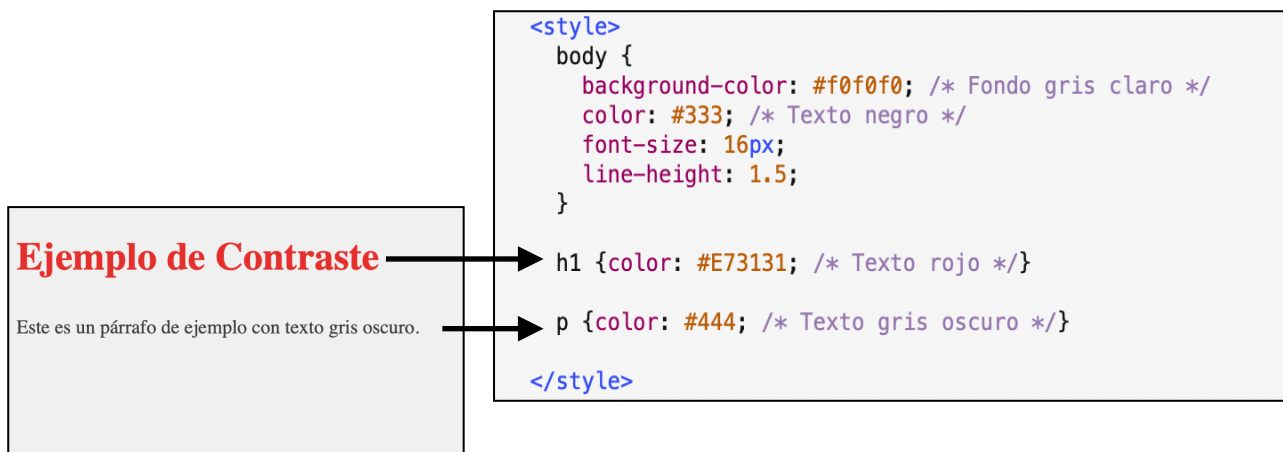 Ejemplo de Contraste
Este es un párrafo de ejemplo con texto gris oscuro.
<style>
body {
background-color: #f0f0f0; /* Fondo gris claro */
color: #333; /* Texto negro */
font-size: 16px;
line-height: 1.5;
}
h1 {color: #E73131; /* Texto rojo */}
p {color: #444; /* Texto gris oscuro */}
</style>